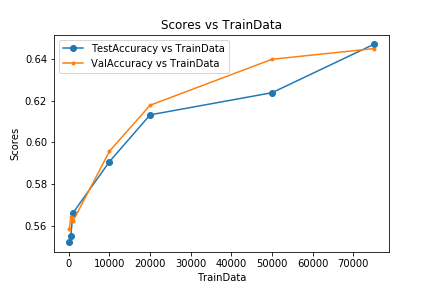 Scores vs TrainData
TestAccuracy vs TrainData
ValAccuracy vs TrainData
0.64
0.62
0.60
0.58
0.56
Scores
0 10000 20000 30000 40000 50000 60000 70000
TrainData